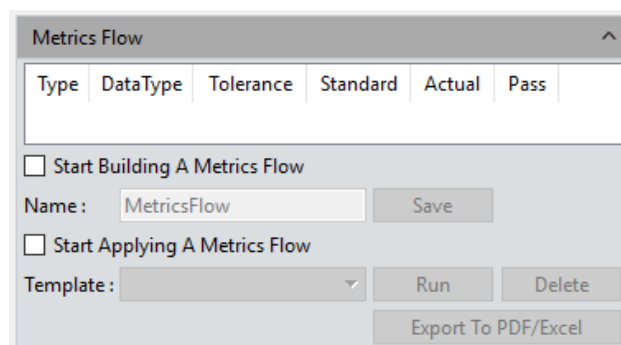 Metrics Flow
Type DataType Tolerance Standard Actual Pass
Start Building A Metrics Flow
Name : MetricsFlow Save
Start Applying A Metrics Flow
Template : Run Delete
Export To PDF/Excel